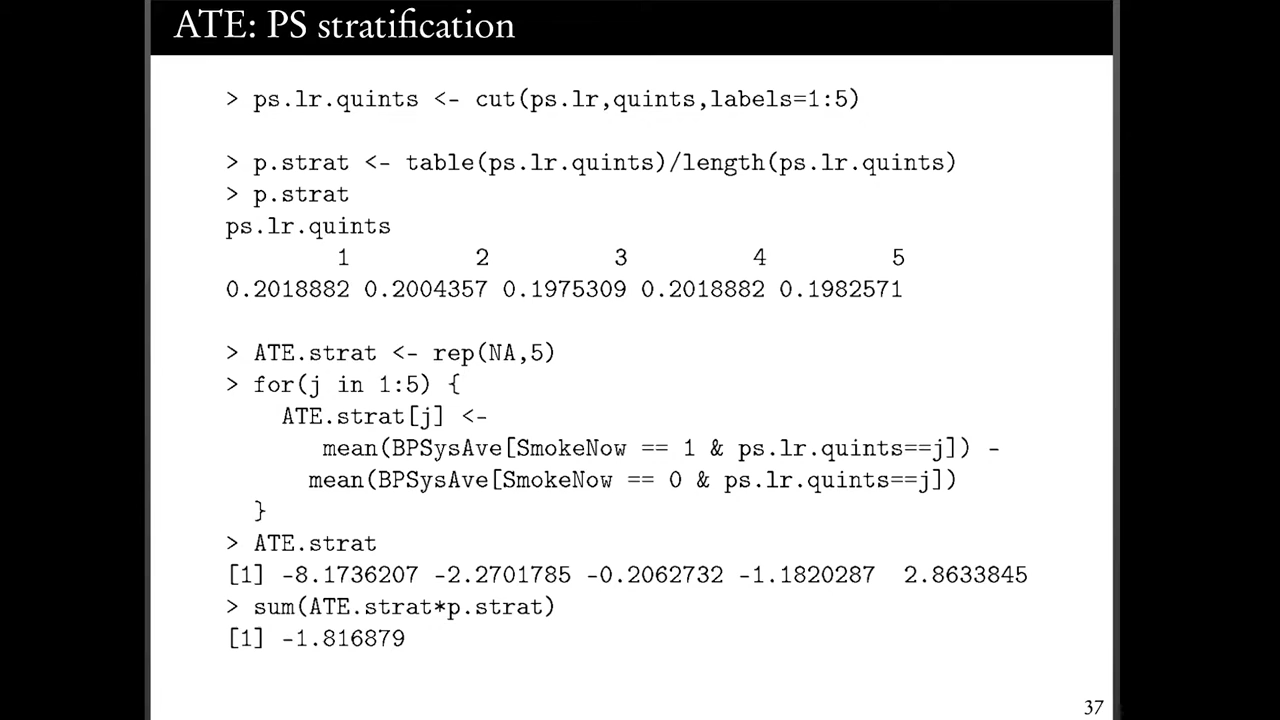 ATE: PS stratification
> ps.lr.quints <- cut(ps.lr,quints,labels=1:5)
> p.strat <- table(ps.lr.quints)/length(ps.lr.quints)
> p.strat
ps.lr.quints
1 2 3 4 5
0.2018882 0.2004357 0.1975309 0.2018882 0.1982571
> ATE.strat <- rep(NA,5)
> for(j in 1:5) {
ATE.strat[j] <-
mean(BPSysAve[SmokeNow == 1 & ps.lr.quints==j]) -
mean(BPSysAve[SmokeNow == 0 & ps.lr.quints==j])
}
> ATE.strat
[1] -8.1736207 -2.2701785 -0.2062732 -1.1820287 2.8633845
> sum(ATE.strat*p.strat)
[1] -1.816879
37